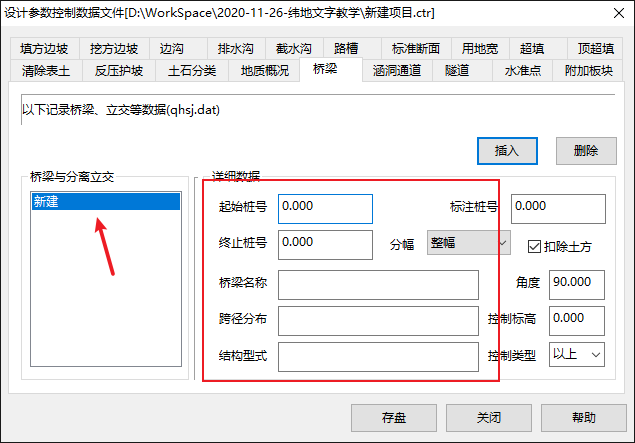 设计参数控制数据文件[D:\WorkSpace\2020-11-26-纬地文字教学\新建项目.ctr]
填方边坡 挖方边坡 边沟 排水沟 截水沟 路槽 标准断面 用地宽 超填 顶超填
清除表土 反压护坡 土石分类 地质概况 桥梁 涵洞通道 隧道 水准点 附加板块
以下记录桥梁、立交等数据(qhsj.dat)
插入 删除
桥梁与分离立交 详细数据
新建
起始桩号 0.000 标注桩号 0.000
终止桩号 0.000 分幅 整幅 扣除土方
桥梁名称 角度 90.000
跨径分布 控制标高 0.000
结构型式 控制类型 以上
存盘 关闭 帮助